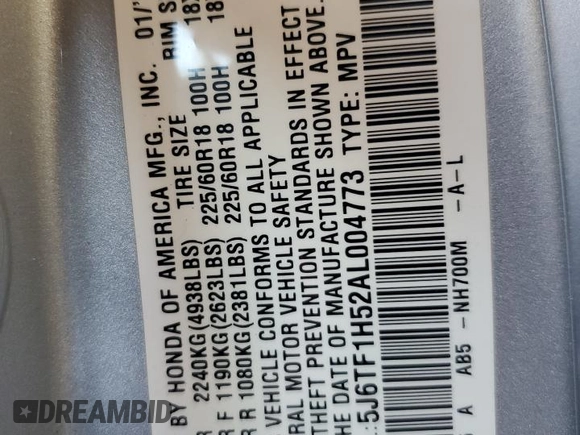 BY HONDA OF AMERICA MFG., INC. 01/
TIRE SIZE RIM S
R 2240KG(4938LBS)
F 1190KG(2623LBS) 225/60R18 100H 18X
R 1080KG(2381LBS) 225/60R18 100H 18
VEHICLE CONFORMS TO ALL APPLICABLE
RAL MOTOR VEHICLE SAFETY
THEFT PREVENTION STANDARDS IN EFFECT
THE DATE OF MANUFACTURE SHOWN ABOVE.
:5J6TF1H52AL004773 TYPE: MPV
A AB5 -NH700M -A-L
DREAMBID